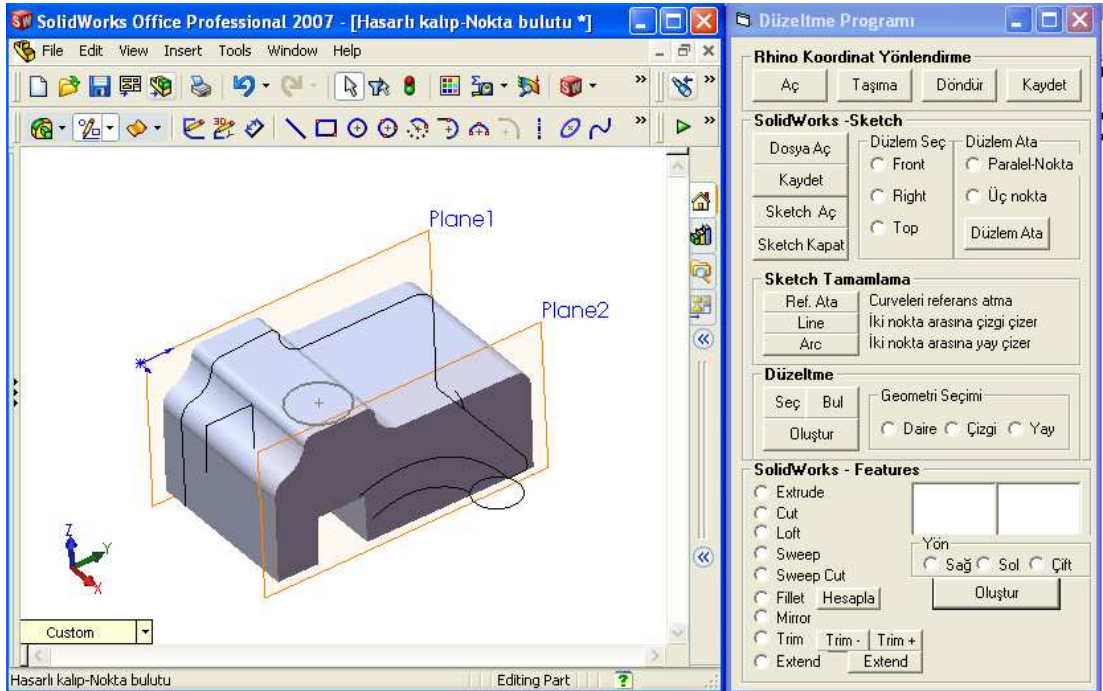 SolidWorks Office Professional 2007 - [Hasarlı kalıp-Nokta bulutu *]
File Edit View Insert Tools Window Help
Plane1
Plane2
Z
Y
X
Custom
Hasarlı kalıp-Nokta bulutu
Editing Part
Düzeltme Programı
Rhino Koordinat Yönlendirme
Aç Taşıma Döndür Kaydet
SolidWorks -Sketch
Dosya Aç
Kaydet
Sketch Aç
Sketch Kapat
Düzlem Seç
Front
Right
Top
Düzlem Ata
Paralel-Nokta
Üç nokta
Düzlem Ata
Sketch Tamamlama
Ref. Ata Curveleri referans atma
Line İki nokta arasına çizgi çizer
Arc İki nokta arasına yay çizer
Düzeltme
Seç Bul
Oluştur
Geometri Seçimi
Daire Çizgi Yay
SolidWorks - Features
Extrude
Cut
Loft
Sweep
Sweep Cut
Fillet Hesapla
Mirror
Trim Trim - Trim +
Extend Extend
Yön
Sağ Sol Çift
Oluştur